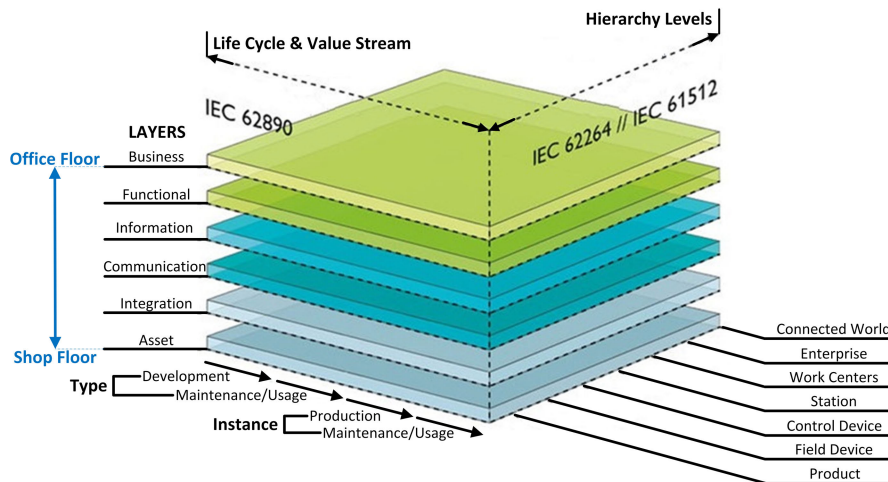 Hierarchy Levels
Life Cycle & Value Stream
IEC 62890
IEC 62264 // IEC 61512
LAYERS
Office Floor
Business
Functional
Information
Communication
Integration
Asset
Shop Floor
Type
Development
Maintenance/Usage
Instance
Production
Maintenance/Usage
Connected World
Enterprise
Work Centers
Station
Control Device
Field Device
Product